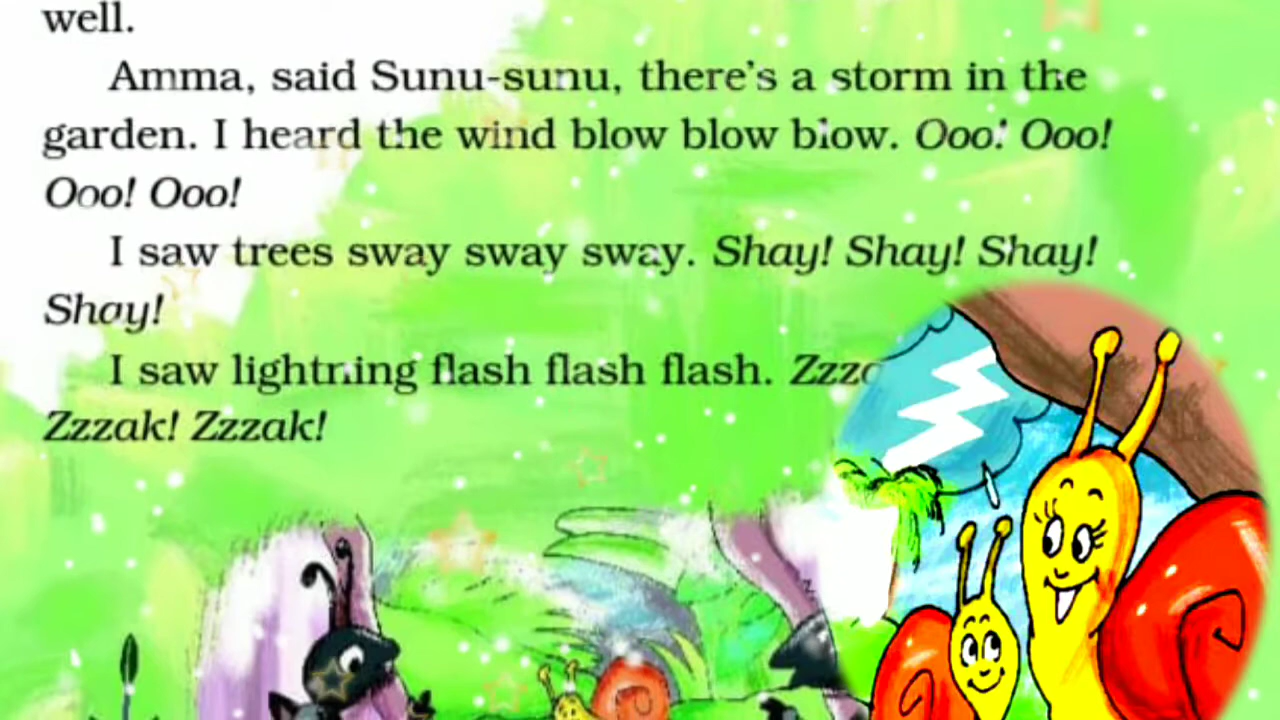 well.
Amma, said Sunu-sunu, there's a storm in the
garden. I heard the wind blow blow blow. Ooo! Ooo!
Ooo! Ooo!
I saw trees sway sway sway. Shay! Shay! Shay!
Shay!
I saw lightning flash flash flash.
Zzzak! Zzzak!